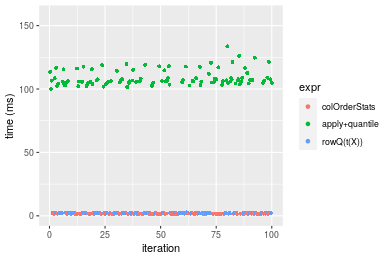 time (ms)
150
100
50
0
0
25
50
75
100
iteration
expr
colOrderStats
apply+quantile
rowQ(t(X))